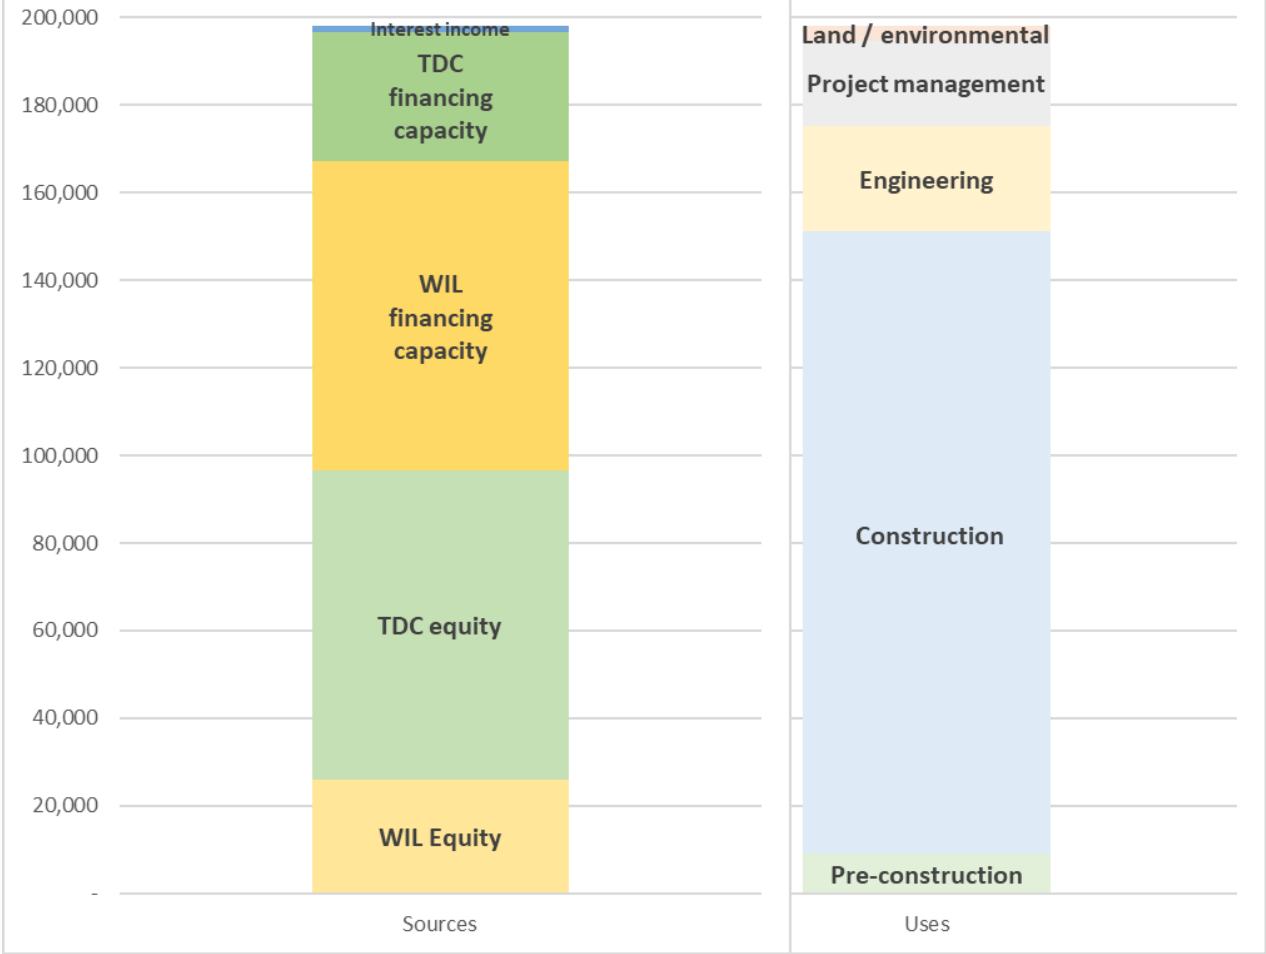 200,000
180,000
160,000
140,000
120,000
100,000
80,000
60,000
40,000
20,000
-
Interest income
TDC
financing
capacity
WIL
financing
capacity
TDC equity
WIL Equity
Sources
Land / environmental
Project management
Engineering
Construction
Pre-construction
Uses